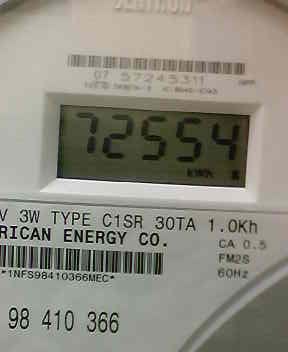 07 57245311
72554
KWH
V 3W TYPE C1SR 30TA 1.0Kh
RICAN ENERGY CO.
CA 0.5
FM2S
60Hz
*1NFS98410366MEC*
98 410 366